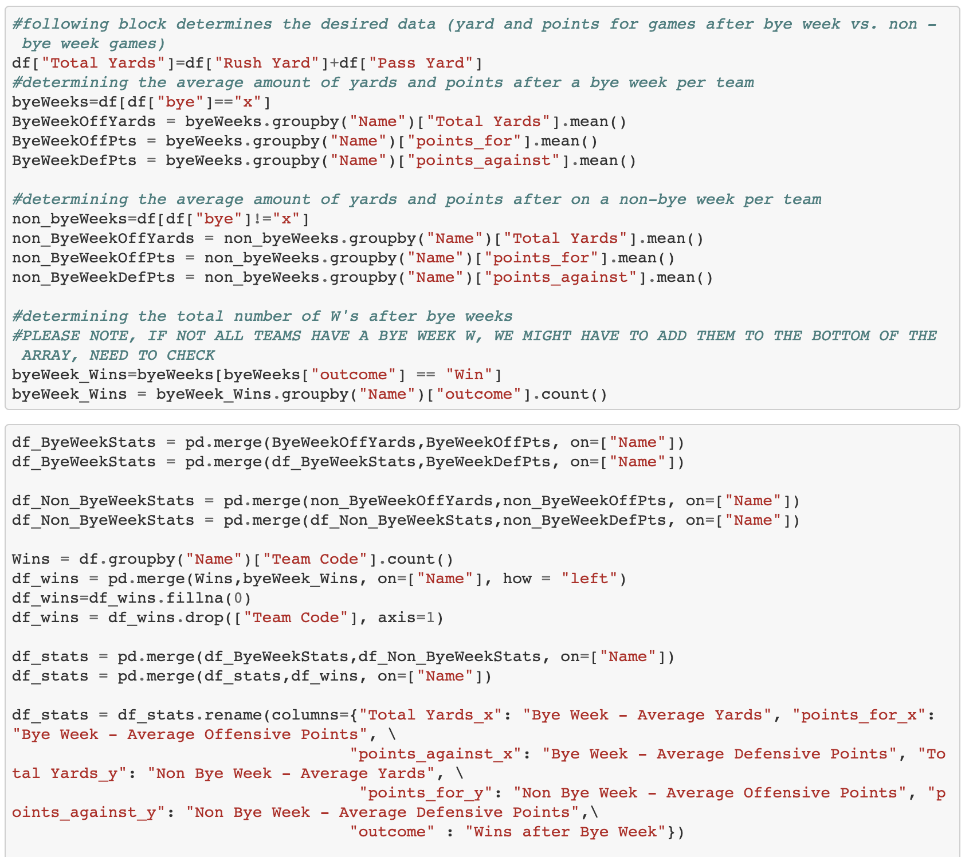 #following block determines the desired data (yard and points for games after bye week vs. non -
 bye week games)
df["Total Yards"]=df["Rush Yard"]+df["Pass Yard"]
#determining the average amount of yards and points after a bye week per team
byeWeeks=df[df["bye"]=="x"]
ByeWeekOffYards = byeWeeks.groupby("Name")["Total Yards"].mean()
ByeWeekOffPts = byeWeeks.groupby("Name")["points_for"].mean()
ByeWeekDefPts = byeWeeks.groupby("Name")["points_against"].mean()

#determining the average amount of yards and points after on a non-bye week per team
non_byeWeeks=df[df["bye"]!="x"]
non_ByeWeekOffYards = non_byeWeeks.groupby("Name")["Total Yards"].mean()
non_ByeWeekOffPts = non_byeWeeks.groupby("Name")["points_for"].mean()
non_ByeWeekDefPts = non_byeWeeks.groupby("Name")["points_against"].mean()

#determining the total number of W's after bye weeks
#PLEASE NOTE, IF NOT ALL TEAMS HAVE A BYE WEEK W, WE MIGHT HAVE TO ADD THEM TO THE BOTTOM OF THE
 ARRAY, NEED TO CHECK
byeWeek_Wins=byeWeeks[byeWeeks["outcome"] == "Win"]
byeWeek_Wins = byeWeek_Wins.groupby("Name")["outcome"].count()

df_ByeWeekStats = pd.merge(ByeWeekOffYards,ByeWeekOffPts, on=["Name"])
df_ByeWeekStats = pd.merge(df_ByeWeekStats,ByeWeekDefPts, on=["Name"])

df_Non_ByeWeekStats = pd.merge(non_ByeWeekOffYards,non_ByeWeekOffPts, on=["Name"])
df_Non_ByeWeekStats = pd.merge(df_Non_ByeWeekStats,non_ByeWeekDefPts, on=["Name"])

Wins = df.groupby("Name")["Team Code"].count()
df_wins = pd.merge(Wins,byeWeek_Wins, on=["Name"], how = "left")
df_wins=df_wins.fillna(0)
df_wins = df_wins.drop(["Team Code"], axis=1)

df_stats = pd.merge(df_ByeWeekStats,df_Non_ByeWeekStats, on=["Name"])
df_stats = pd.merge(df_stats,df_wins, on=["Name"])

df_stats = df_stats.rename(columns={"Total Yards_x": "Bye Week - Average Yards", "points_for_x":
"Bye Week - Average Offensive Points", \
"points_against_x": "Bye Week - Average Defensive Points", "To
tal Yards_y": "Non Bye Week - Average Yards", \
"points_for_y": "Non Bye Week - Average Offensive Points", "p
oints_against_y": "Non Bye Week - Average Defensive Points",\
"outcome" : "Wins after Bye Week"})